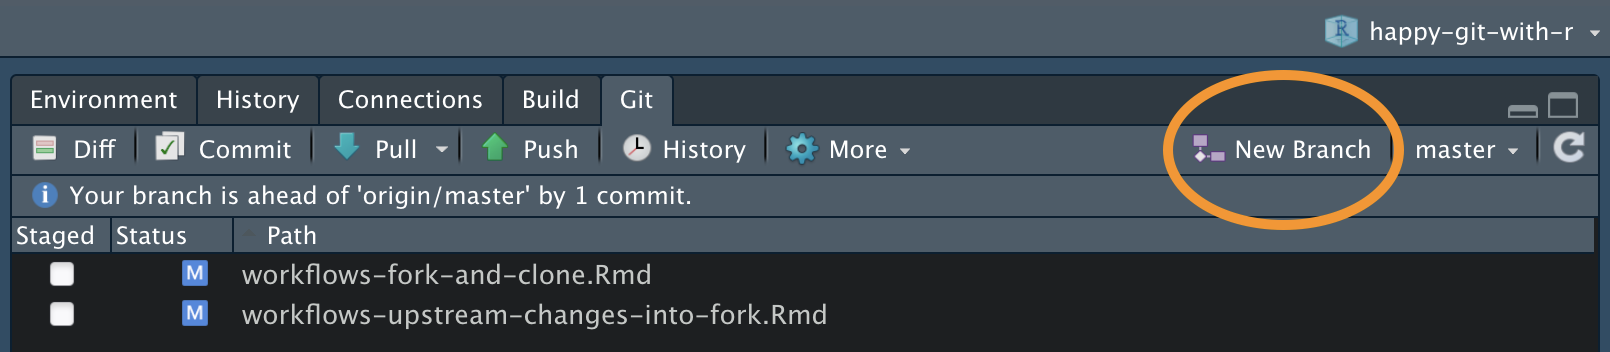 happy-git-with-r
Environment History Connections Build Git
Diff Commit Pull Push History More New Branch master
Your branch is ahead of 'origin/master' by 1 commit.
Staged Status Path
M workflows-fork-and-clone.Rmd
M workflows-upstream-changes-into-fork.Rmd